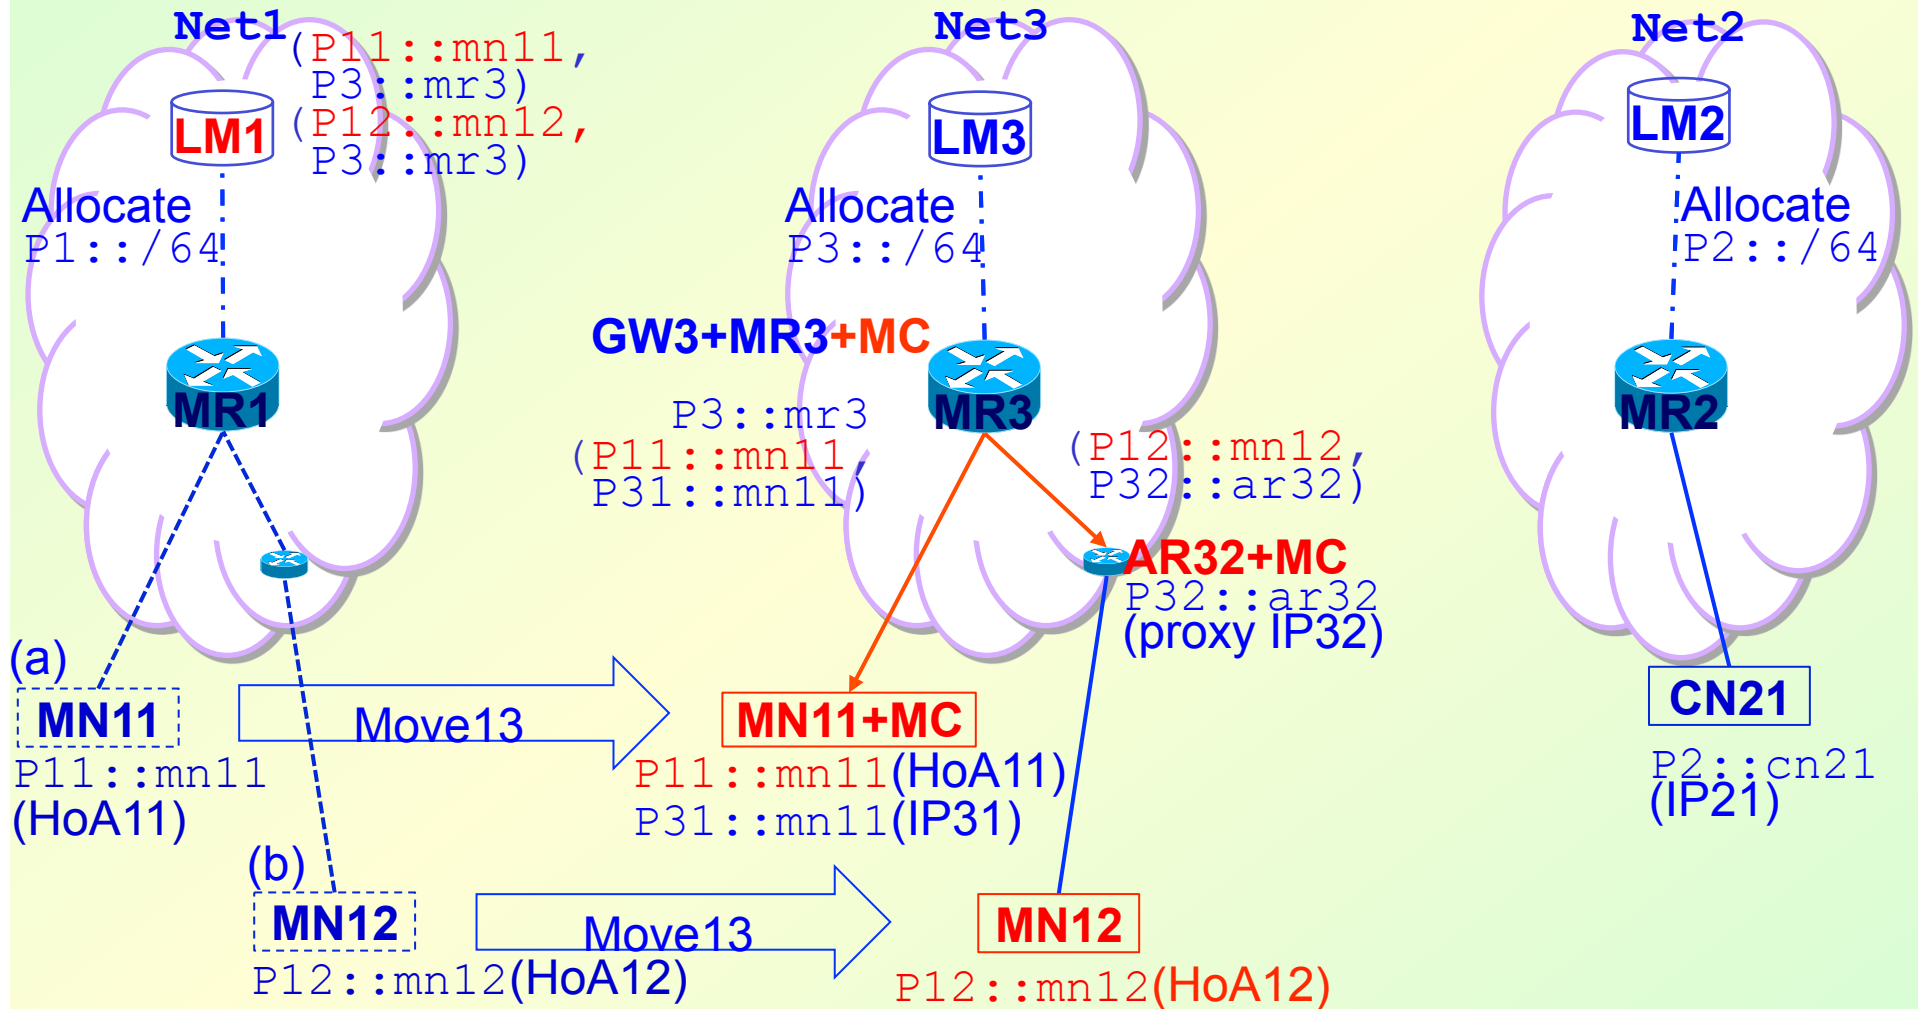 Net1
(P11::mn11,
P3::mr3)
(P12::mn12,
P3::mr3)
LM1
Allocate
P1::/64
MR1
(a)
MN11
P11::mn11
(HoA11)
Move13
(b)
MN12
P12::mn12(HoA12)
Move13
Net3
LM3
Allocate
P3::/64
GW3+MR3+MC
MR3
P3::mr3
(P11::mn11,
P31::mn11)
(P12::mn12,
P32::ar32)
AR32+MC
P32::ar32
(proxy IP32)
MN11+MC
P11::mn11(HoA11)
P31::mn11(IP31)
MN12
P12::mn12(HoA12)
Net2
LM2
Allocate
P2::/64
MR2
CN21
P2::cn21
(IP21)